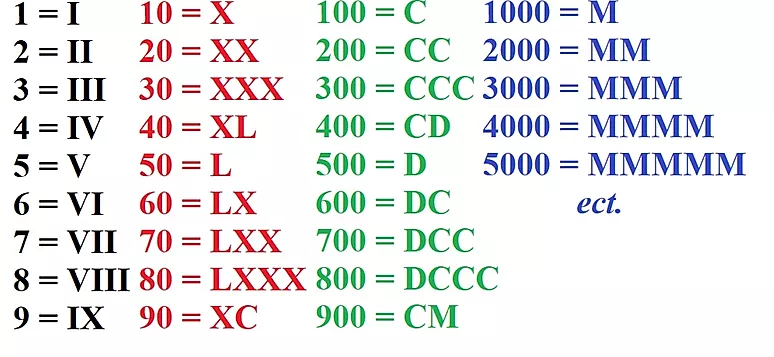 1 = I 10 = X 100 = C 1000 = M
2 = II 20 = XX 200 = CC 2000 = MM
3 = III 30 = XXX 300 = CCC 3000 = MMM
4 = IV 40 = XL 400 = CD 4000 = MMMM
5 = V 50 = L 500 = D 5000 = MMMMM
6 = VI 60 = LX 600 = DC ect.
7 = VII 70 = LXX 700 = DCC
8 = VIII 80 = LXXX 800 = DCCC
9 = IX 90 = XC 900 = CM